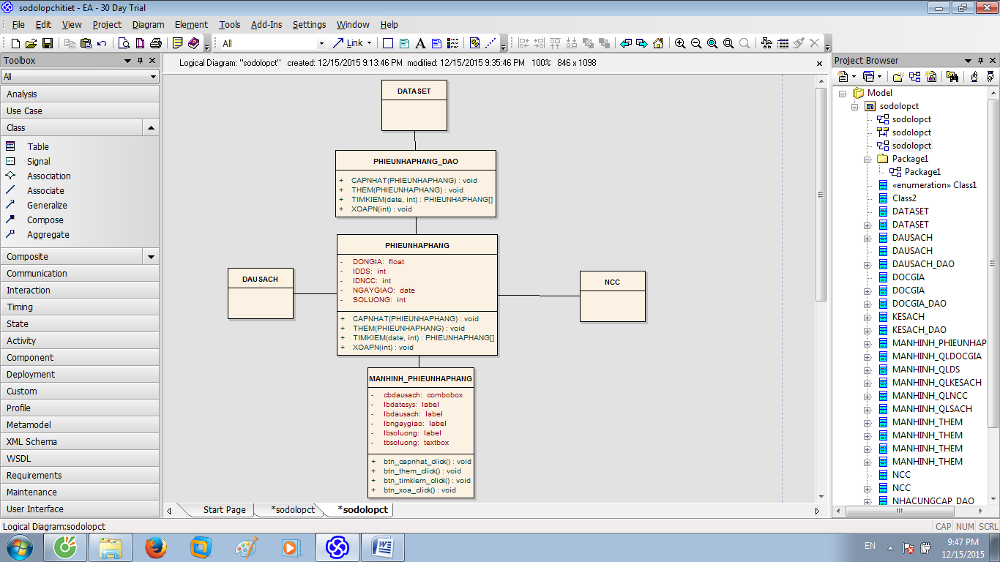 sodolopchitiet - EA - 30 Day Trial
File Edit View Project Diagram Element Tools Add-Ins Settings Window Help
All Link
Toolbox
All
Analysis
Use Case
Class
Table
Signal
Association
Associate
Generalize
Compose
Aggregate
Composite
Communication
Interaction
Timing
State
Activity
Component
Deployment
Custom
Profile
Metamodel
XML Schema
WSDL
Requirements
Maintenance
User Interface
Logical Diagram: "sodolopct" created: 12/15/2015 9:13:46 PM modified: 12/15/2015 9:35:46 PM 100% 846 x 1098
DATASET
PHIEUNHAPHANG_DAO
+ CAPNHAT(PHIEUNHAPHANG) : void
+ THEM(PHIEUNHAPHANG) : void
+ TIMKIEM(date, int) : PHIEUNHAPHANG[]
+ XOAPN(int) : void
PHIEUNHAPHANG
- DONGIA: float
- IDDS: int
- IDNCC: int
- NGAYGIAO: date
- SOLUONG: int
+ CAPNHAT(PHIEUNHAPHANG) : void
+ THEM(PHIEUNHAPHANG) : void
+ TIMKIEM(date, int) : PHIEUNHAPHANG[]
+ XOAPN(int) : void
DAUSACH
NCC
MANHINH_PHIEUNHAPHANG
- cbdausach: combobox
- lbdatesys: label
- lbdausach: label
- lbngaygiao: label
- lbsoluong: label
- tbsoluong: textbox
+ btn_capnhat_click() : void
+ btn_them_click() : void
+ btn_timkiem_click() : void
+ btn_xoa_click() : void
Start Page *sodolopct *sodolopct
Project Browser
Model
sodolopct
sodolopct
sodolopct
sodolopct
Package1
Package1
«enumeration» Class1
Class2
DATASET
DATASET
DAUSACH
DAUSACH
DAUSACH_DAO
DOCGIA
DOCGIA
DOCGIA_DAO
KESACH
KESACH_DAO
MANHINH_PHIEUNHAP
MANHINH_QLDOCGIA
MANHINH_QLDS
MANHINH_QLKESACH
MANHINH_QLNCC
MANHINH_QLSACH
MANHINH_THEM
MANHINH_THEM
MANHINH_THEM
MANHINH_THEM
NCC
NCC
NHACUNGCAP_DAO
Logical Diagram:sodolopct
CAP NUM SCRL
EN
9:47 PM
12/15/2015